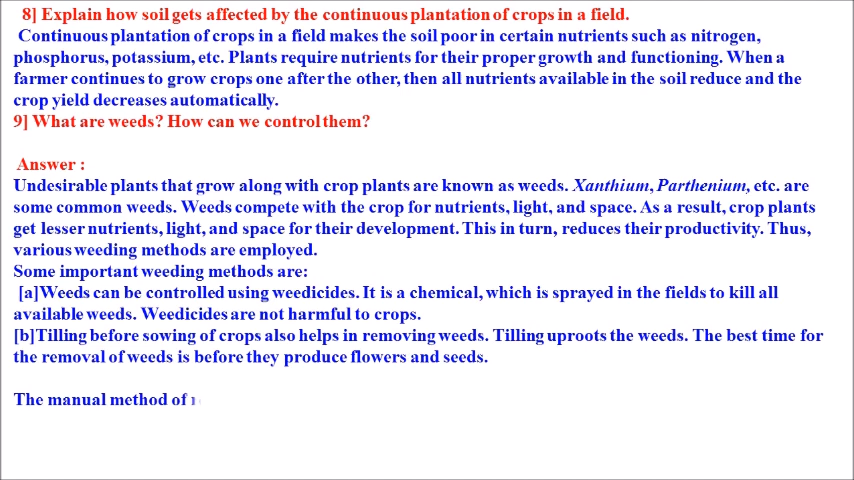 8] Explain how soil gets affected by the continuous plantation of crops in a field.
Continuous plantation of crops in a field makes the soil poor in certain nutrients such as nitrogen,
phosphorus, potassium, etc. Plants require nutrients for their proper growth and functioning. When a
farmer continues to grow crops one after the other, then all nutrients available in the soil reduce and the
crop yield decreases automatically.
9] What are weeds? How can we control them?
Answer :
Undesirable plants that grow along with crop plants are known as weeds. Xanthium, Parthenium, etc. are
some common weeds. Weeds compete with the crop for nutrients, light, and space. As a result, crop plants
get lesser nutrients, light, and space for their development. This in turn, reduces their productivity. Thus,
various weeding methods are employed.
Some important weeding methods are:
[a]Weeds can be controlled using weedicides. It is a chemical, which is sprayed in the fields to kill all
available weeds. Weedicides are not harmful to crops.
[b]Tilling before sowing of crops also helps in removing weeds. Tilling uproots the weeds. The best time for
the removal of weeds is before they produce flowers and seeds.
The manual method of